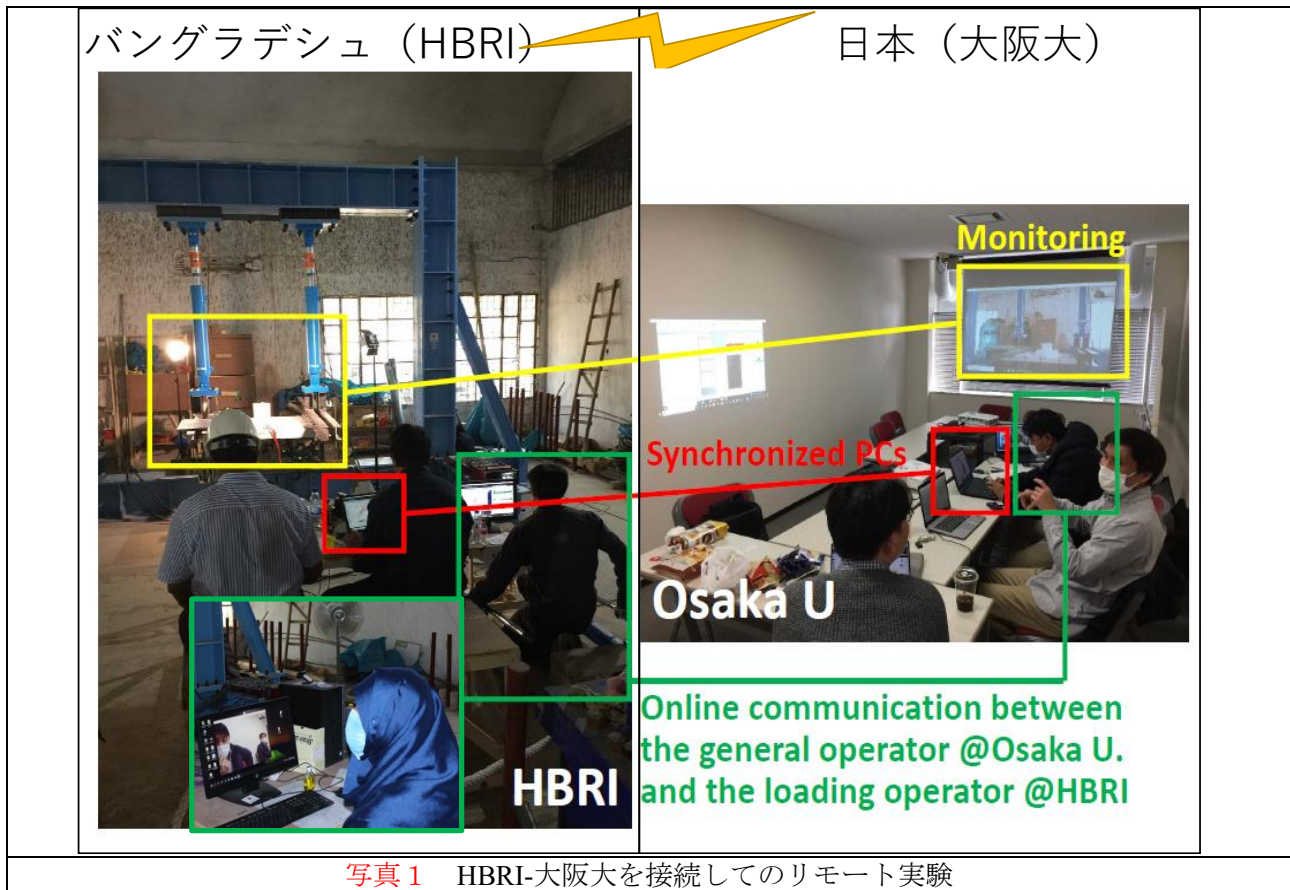 バングラデシュ（HBRI）
日本（大阪大）
Monitoring
Synchronized PCs
Osaka U
HBRI
Online communication between
the general operator @Osaka U.
and the loading operator @HBRI
写真１　HBRI-大阪大を接続してのリモート実験